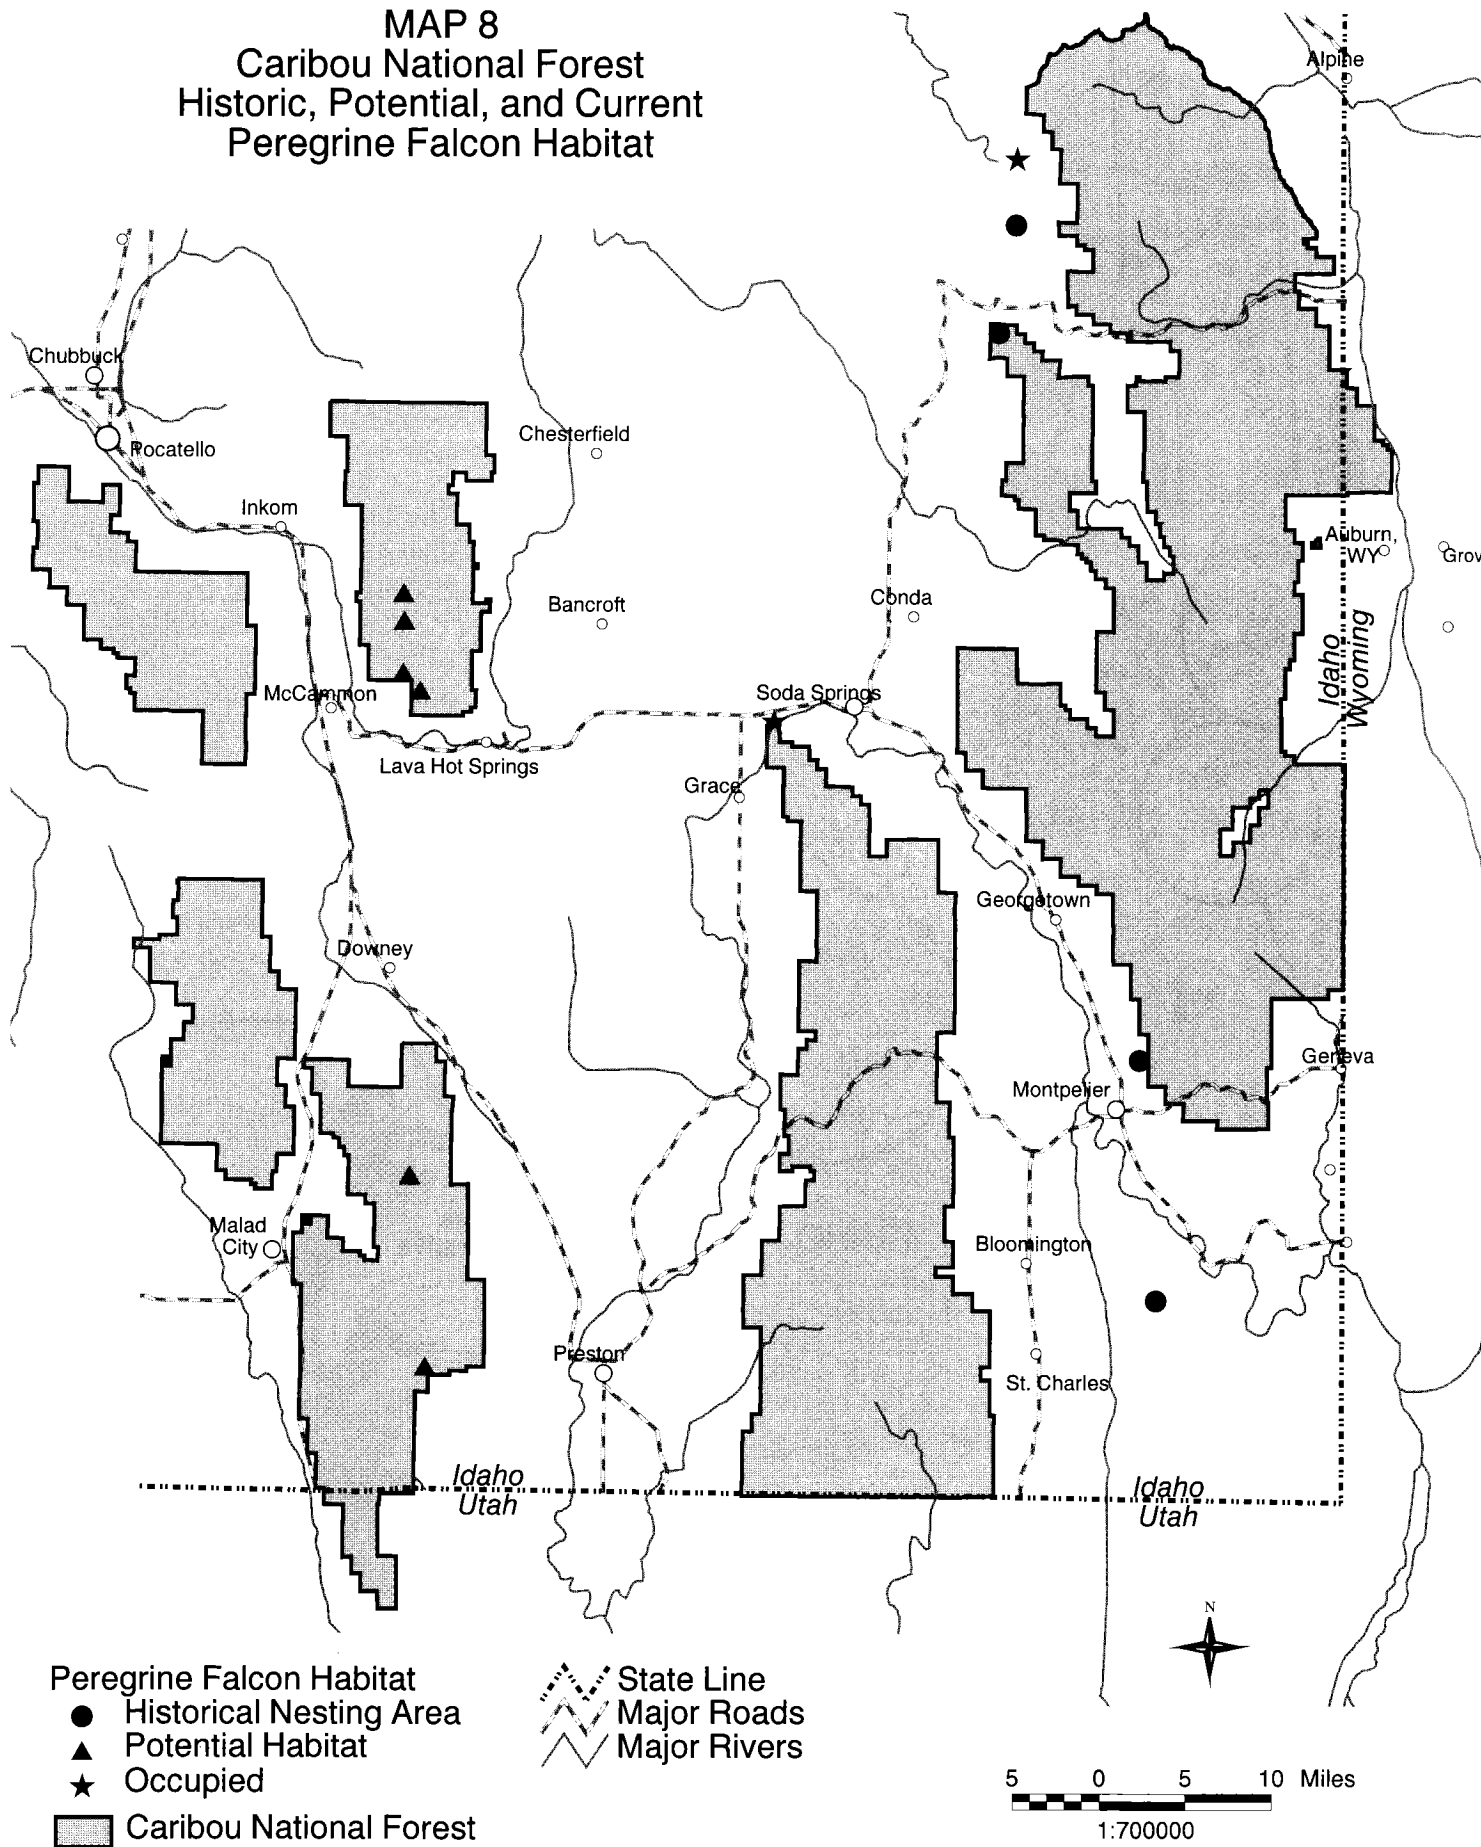 MAP 8
Caribou National Forest
Historic, Potential, and Current
Peregrine Falcon Habitat
Alpine
Chubbuck
Pocatello
Chesterfield
Inkom
Auburn,
WY
Grov
Bancroft
Conda
Idaho
Wyoming
McCammon
Soda Springs
Lava Hot Springs
Grace
Georgetown
Downey
Geneva
Montpelier
Malad
City
Bloomington
Preston
St. Charles
Idaho
Utah
Idaho
Utah
N
Peregrine Falcon Habitat
Historical Nesting Area
Potential Habitat
Occupied
Caribou National Forest
State Line
Major Roads
Major Rivers
5 0 5 10 Miles
1:700000